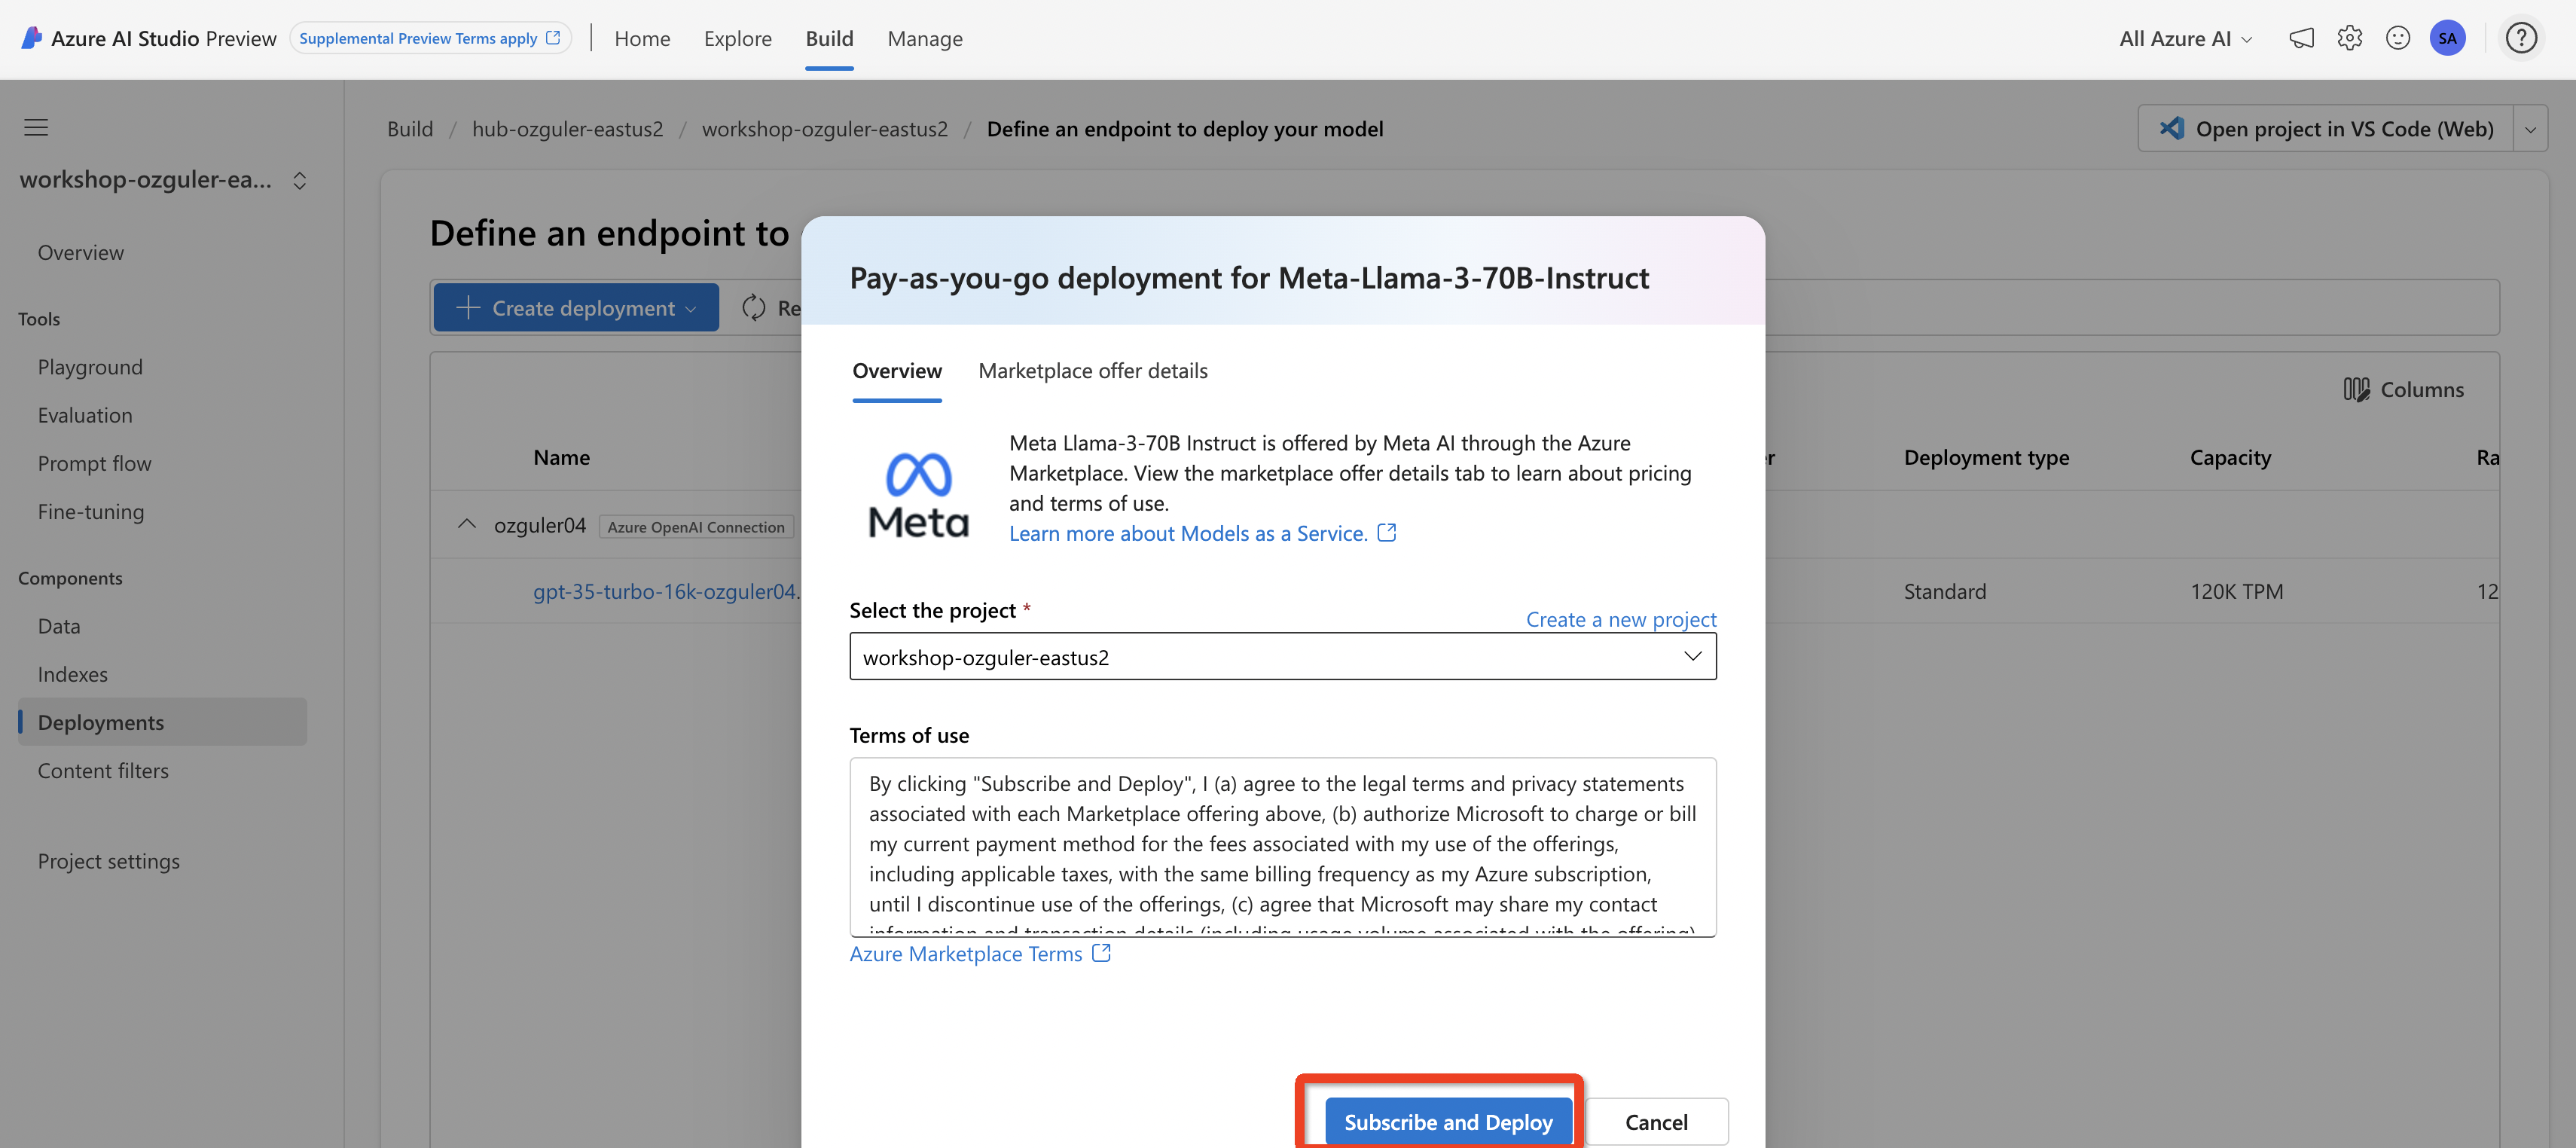 Azure AI Studio Preview
Supplemental Preview Terms apply
Home
Explore
Build
Manage
All Azure AI
SA
?
Build / hub-ozguler-eastus2 / workshop-ozguler-eastus2 / Define an endpoint to deploy your model
Open project in VS Code (Web)
workshop-ozguler-ea...
Overview
Tools
Playground
Evaluation
Prompt flow
Fine-tuning
Components
Data
Indexes
Deployments
Content filters
Project settings
Define an endpoint to
Create deployment
Re
Columns
Name
r
Deployment type
Capacity
Ra
ozguler04
Azure OpenAI Connection
gpt-35-turbo-16k-ozguler04.
Standard
120K TPM
12
Pay-as-you-go deployment for Meta-Llama-3-70B-Instruct
Overview
Marketplace offer details
Meta
Meta Llama-3-70B Instruct is offered by Meta AI through the Azure
Marketplace. View the marketplace offer details tab to learn about pricing
and terms of use.
Learn more about Models as a Service.
Select the project *
Create a new project
workshop-ozguler-eastus2
Terms of use
By clicking "Subscribe and Deploy", I (a) agree to the legal terms and privacy statements
associated with each Marketplace offering above, (b) authorize Microsoft to charge or bill
my current payment method for the fees associated with my use of the offerings,
including applicable taxes, with the same billing frequency as my Azure subscription,
until I discontinue use of the offerings, (c) agree that Microsoft may share my contact
information and transaction details (including usage volume associated with the offering)
Azure Marketplace Terms
Subscribe and Deploy
Cancel